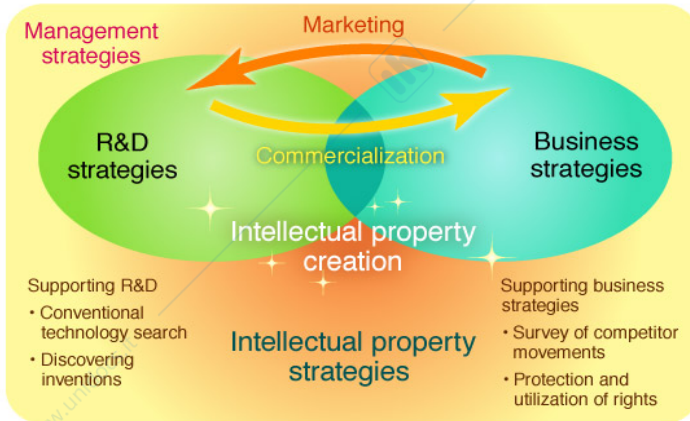 Management
strategies
Marketing
R&D
strategies
Commercialization
Business
strategies
Intellectual property
creation
Supporting R&D
• Conventional
technology search
• Discovering
inventions
Intellectual property
strategies
Supporting business
strategies
• Survey of competitor
movements
• Protection and
utilization of rights